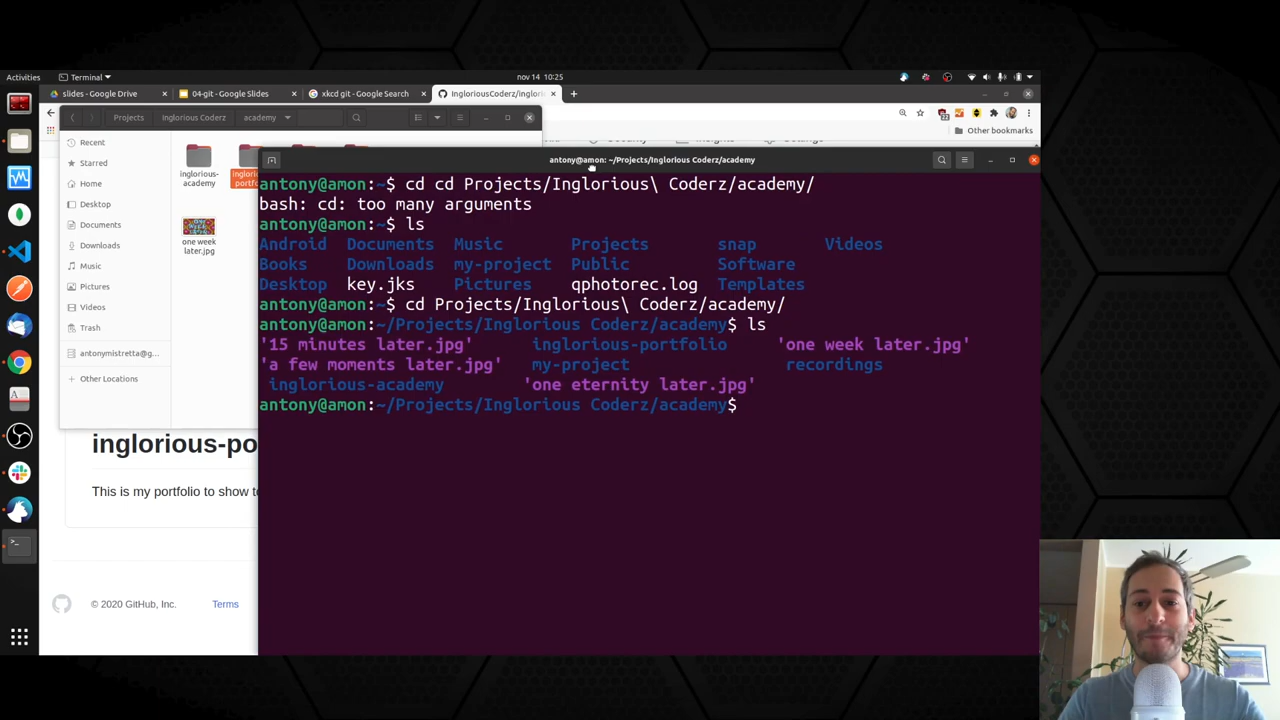 Activities
Terminal
nov 14 10:25
slides - Google Drive
04-git - Google Slides
xkcd git - Google Search
IngloriousCoderz/inglori
Projects
Inglorious Coderz
academy
Other bookmarks
Recent
Starred
Home
Desktop
Documents
Downloads
Music
Pictures
Videos
Trash
antonymistretta@g...
Other Locations
inglorious-
academy
one week
later.jpg
antony@amon: ~/Projects/Inglorious Coderz/academy
antony@amon:~$ cd cd Projects/Inglorious\ Coderz/academy/
bash: cd: too many arguments
antony@amon:~$ ls
Android Documents Music Projects snap Videos
Books Downloads my-project Public Software
Desktop key.jks Pictures qphotorec.log Templates
antony@amon:~$ cd Projects/Inglorious\ Coderz/academy/
antony@amon:~/Projects/Inglorious Coderz/academy$ ls
'15 minutes later.jpg' inglorious-portfolio 'one week later.jpg'
'a few moments later.jpg' my-project recordings
inglorious-academy 'one eternity later.jpg'
antony@amon:~/Projects/Inglorious Coderz/academy$
inglorious-po
This is my portfolio to show to
© 2020 GitHub, Inc.
Terms